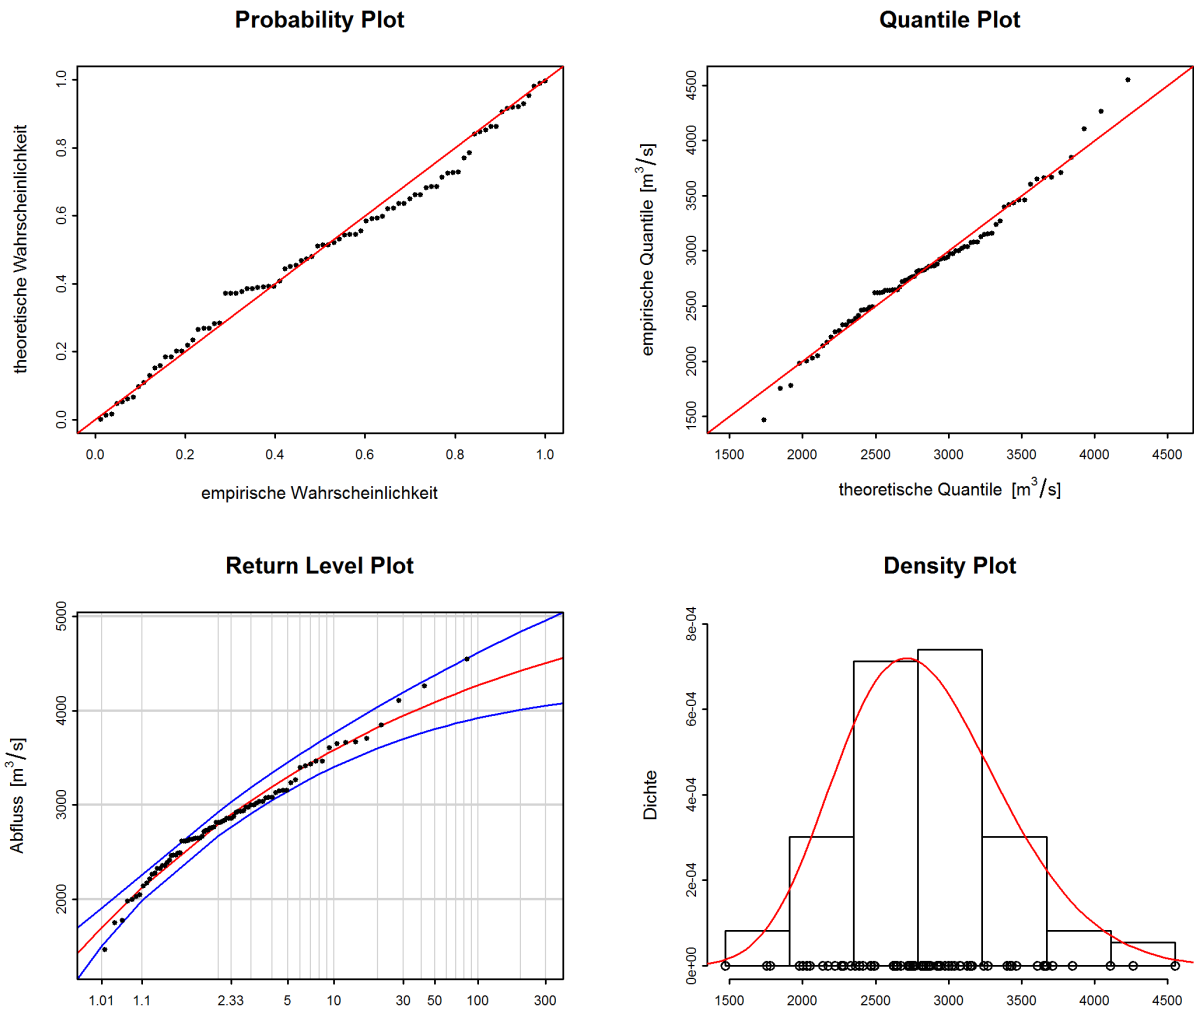 Probability Plot
theoretische Wahrscheinlichkeit
0.0 0.2 0.4 0.6 0.8 1.0
0.0 0.2 0.4 0.6 0.8 1.0
empirische Wahrscheinlichkeit
Quantile Plot
empirische Quantile [m³/s]
1500 2000 2500 3000 3500 4000 4500
1500 2000 2500 3000 3500 4000 4500
theoretische Quantile [m³/s]
Return Level Plot
Abfluss [m³/s]
2000 3000 4000 5000
1.01 1.1 2.33 5 10 30 50 100 300
Density Plot
Dichte
0e+00 2e-04 4e-04 6e-04 8e-04
1500 2000 2500 3000 3500 4000 4500